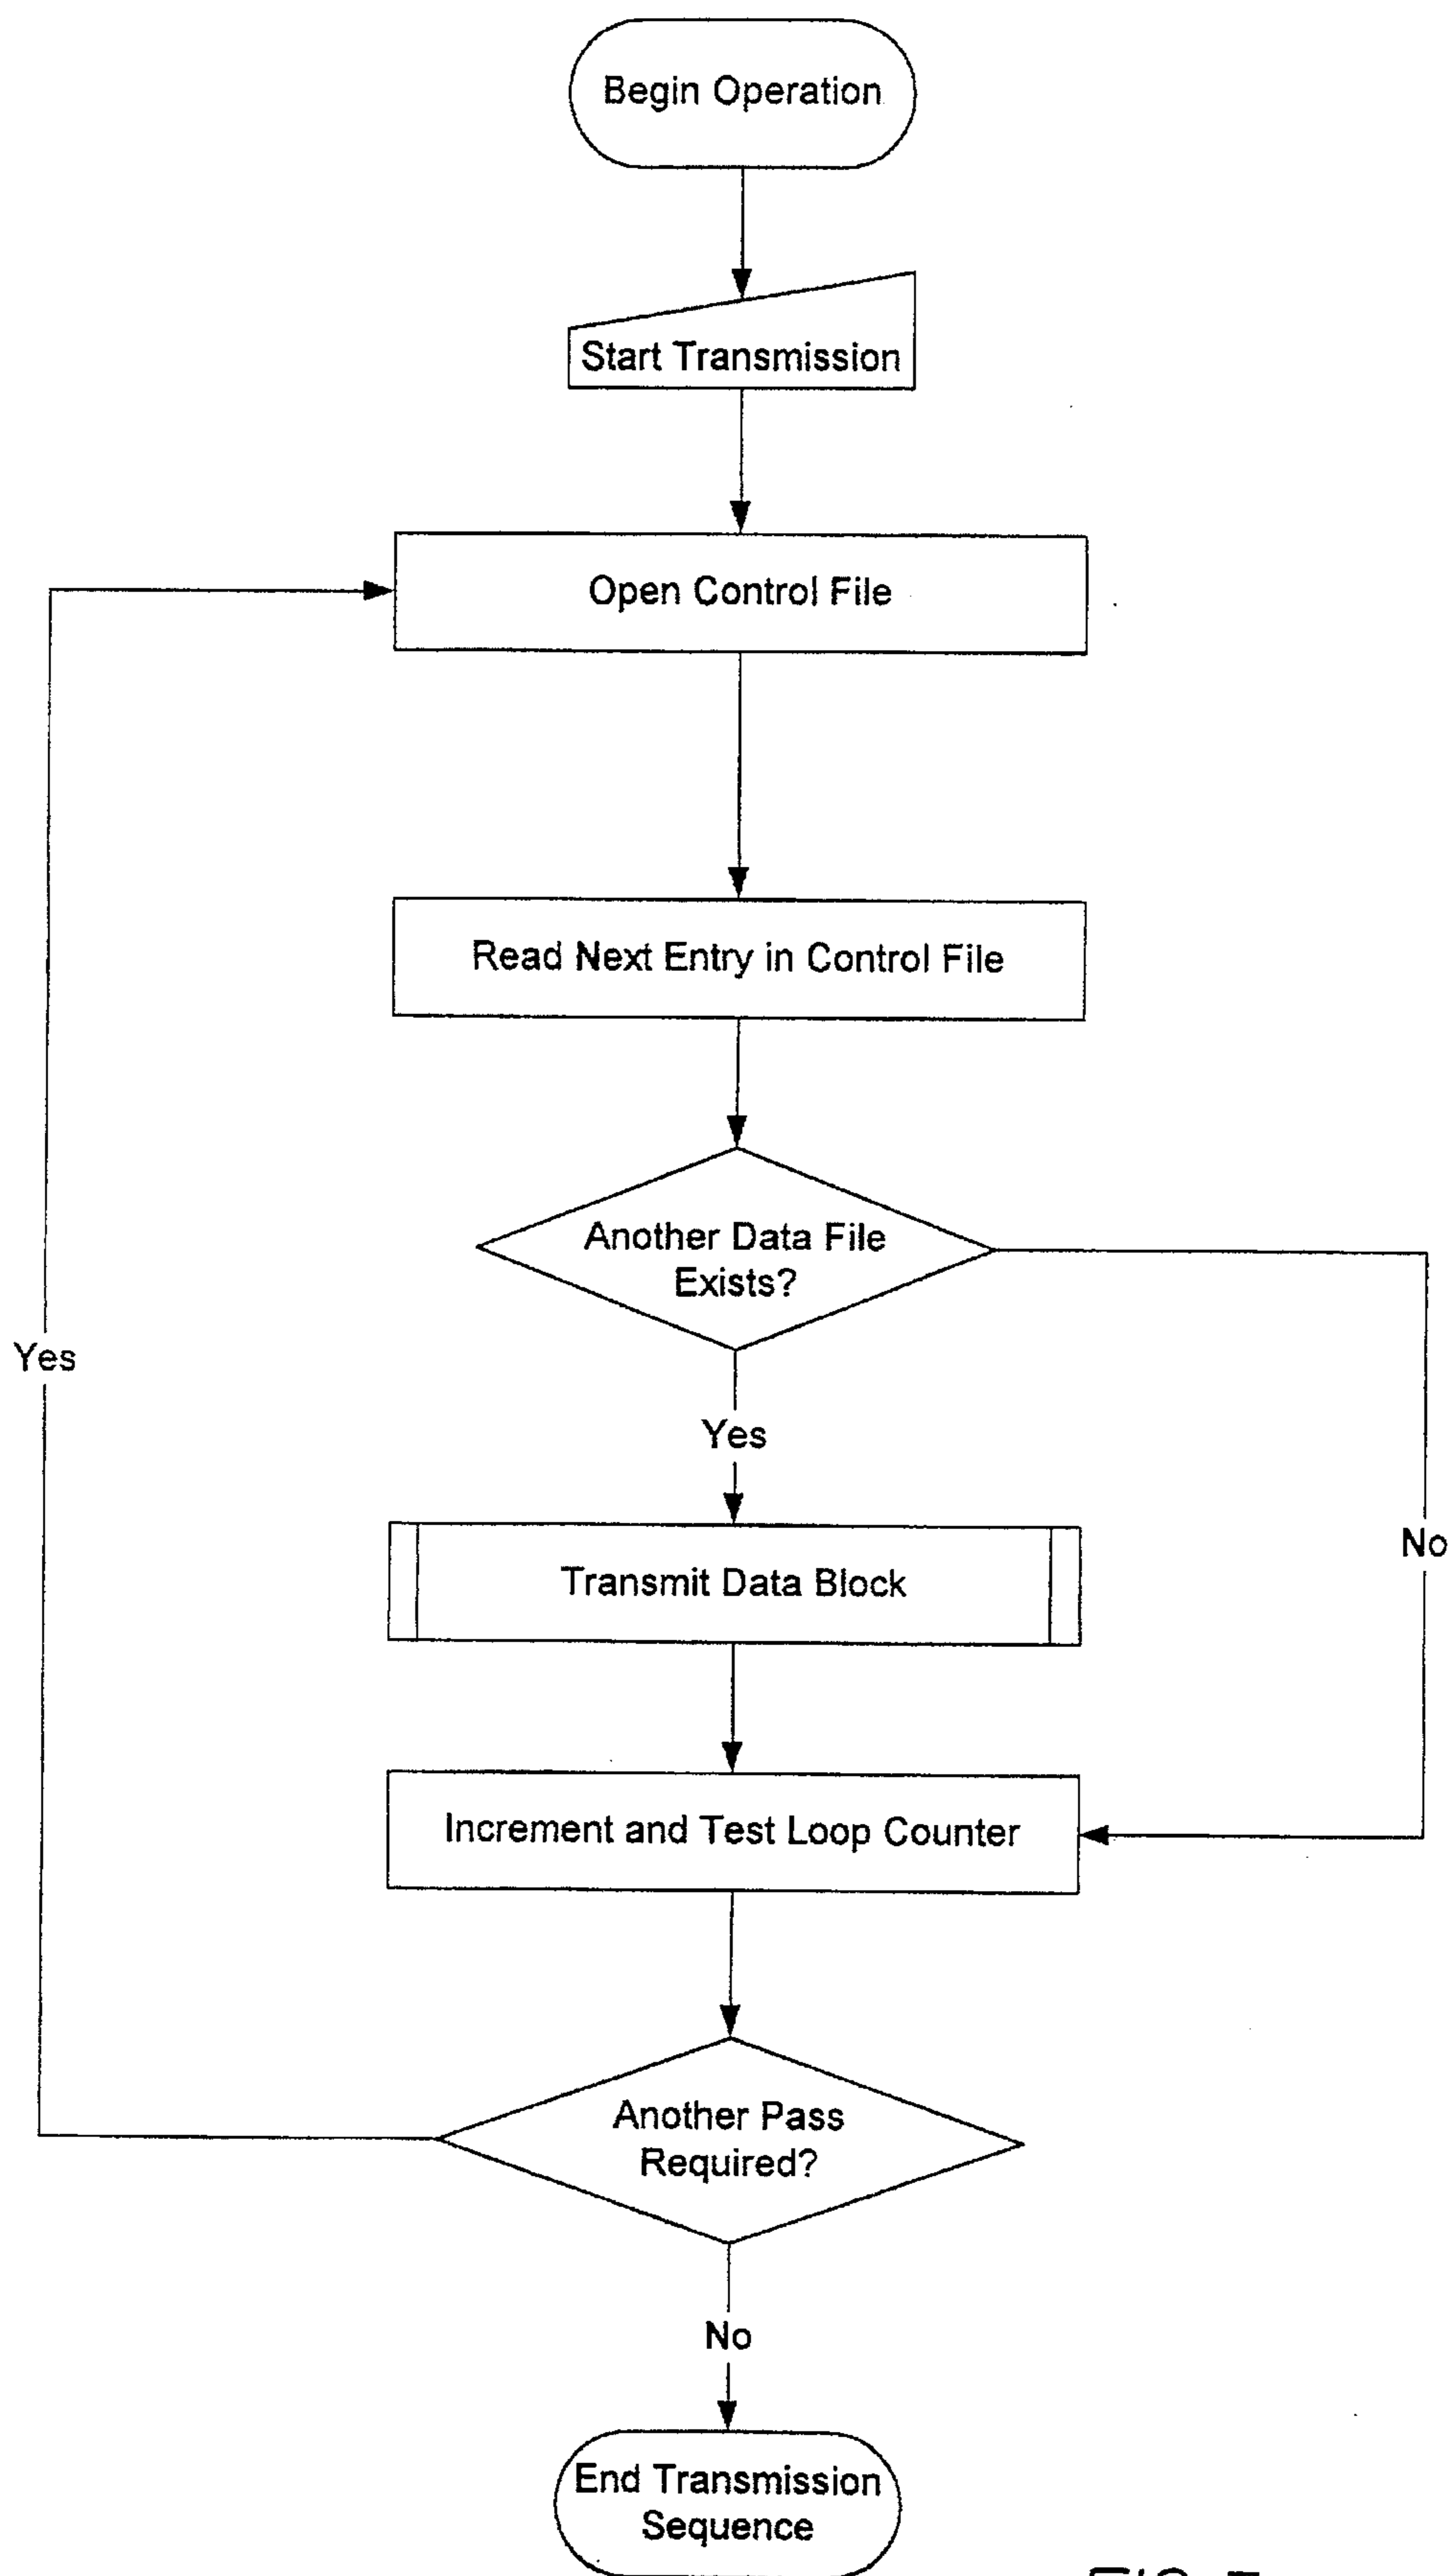 Begin Operation
Start Transmission
Open Control File
Read Next Entry in Control File
Another Data File
Exists?
Yes
Yes
No
Transmit Data Block
Increment and Test Loop Counter
Another Pass
Required?
No
End Transmission
Sequence